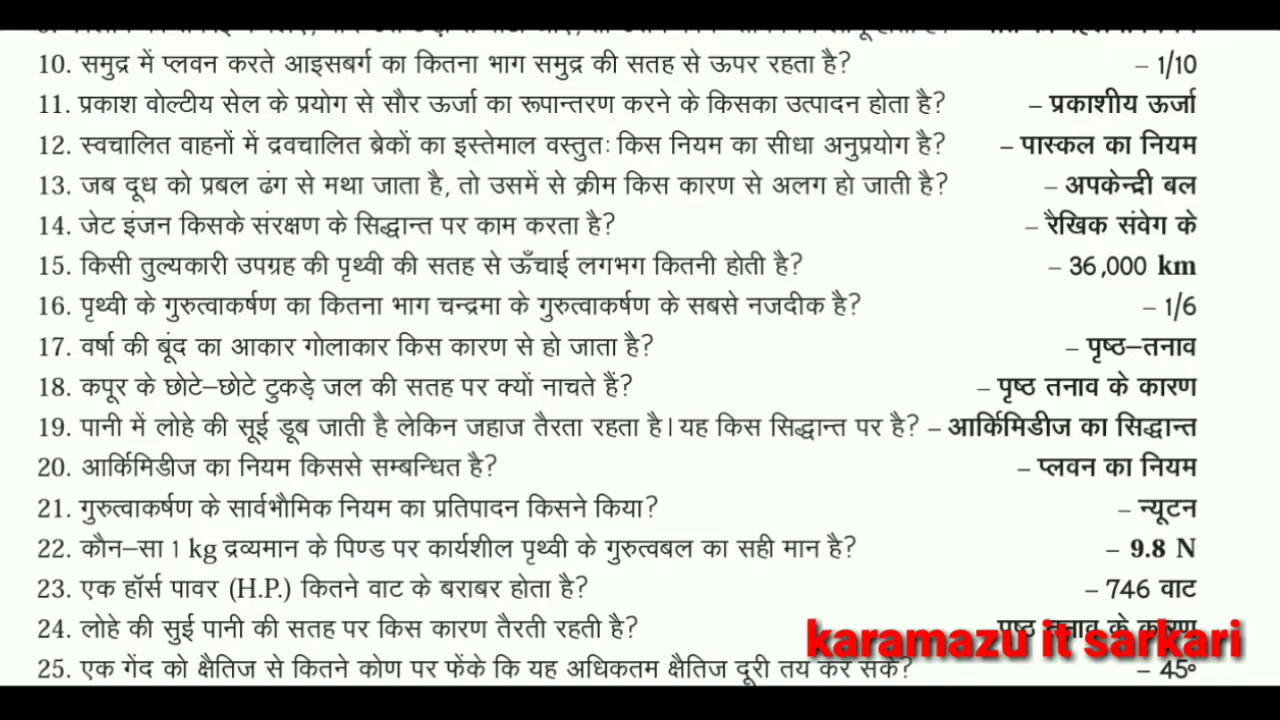 10. समुद्र में प्लवन करते आइसबर्ग का कितना भाग समुद्र की सतह से ऊपर रहता है? – 1/10
11. प्रकाश वोल्टीय सेल के प्रयोग से सौर ऊर्जा का रूपान्तरण करने के किसका उत्पादन होता है? – प्रकाशीय ऊर्जा
12. स्वचालित वाहनों में द्रवचालित ब्रेकों का इस्तेमाल वस्तुतः किस नियम का सीधा अनुप्रयोग है? – पास्कल का नियम
13. जब दूध को प्रबल ढंग से मथा जाता है, तो उसमें से क्रीम किस कारण से अलग हो जाती है? – अपकेन्द्री बल
14. जेट इंजन किसके संरक्षण के सिद्धान्त पर काम करता है? – रैखिक संवेग के
15. किसी तुल्यकारी उपग्रह की पृथ्वी की सतह से ऊँचाई लगभग कितनी होती है? – 36,000 km
16. पृथ्वी के गुरुत्वाकर्षण का कितना भाग चन्द्रमा के गुरुत्वाकर्षण के सबसे नजदीक है? – 1/6
17. वर्षा की बूंद का आकार गोलाकार किस कारण से हो जाता है? – पृष्ठ–तनाव
18. कपूर के छोटे–छोटे टुकड़े जल की सतह पर क्यों नाचते हैं? – पृष्ठ तनाव के कारण
19. पानी में लोहे की सूई डूब जाती है लेकिन जहाज तैरता रहता है। यह किस सिद्धान्त पर है? – आर्किमिडीज का सिद्धान्त
20. आर्किमिडीज का नियम किससे सम्बन्धित है? – प्लवन का नियम
21. गुरुत्वाकर्षण के सार्वभौमिक नियम का प्रतिपादन किसने किया? – न्यूटन
22. कौन–सा 1 kg द्रव्यमान के पिण्ड पर कार्यशील पृथ्वी के गुरुत्वबल का सही मान है? – 9.8 N
23. एक हॉर्स पावर (H.P.) कितने वाट के बराबर होता है? – 746 वाट
24. लोहे की सुई पानी की सतह पर किस कारण तैरती रहती है? पृष्ठ तनाव के कारण
karamazu it sarkari
25. एक गेंद को क्षैतिज से कितने कोण पर फेंके कि यह अधिकतम क्षैतिज दूरी तय कर सके? – 45°